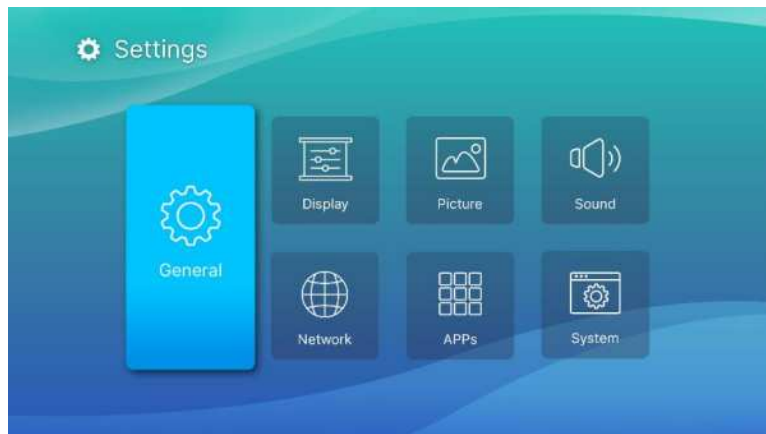 Settings
General
Display
Picture
Sound
Network
APPs
System